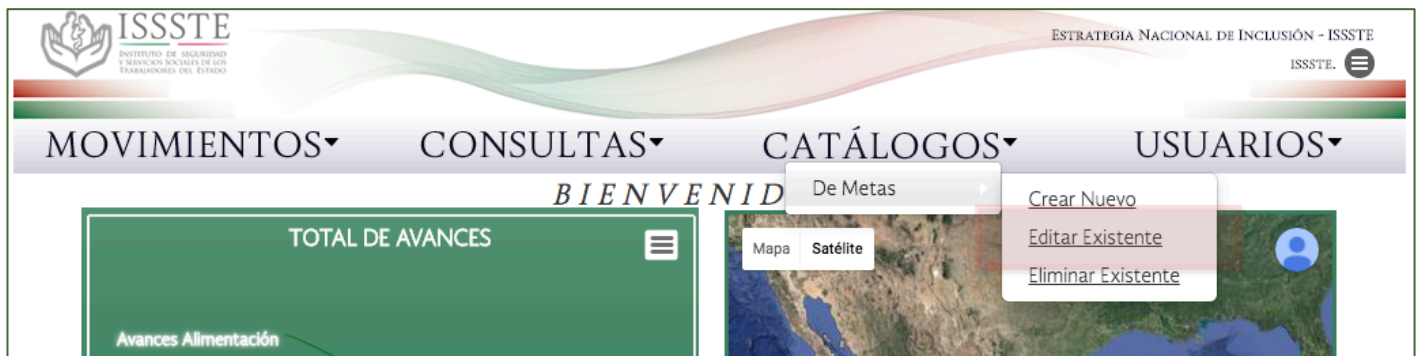 ISSSTE
INSTITUTO DE SEGURIDAD
Y SERVICIOS SOCIALES DE LOS
TRABAJADORES DEL ESTADO
ESTRATEGIA NACIONAL DE INCLUSIÓN - ISSSTE
ISSSTE.
MOVIMIENTOS CONSULTAS CATÁLOGOS USUARIOS
BIENVENID
De Metas
Crear Nuevo
Editar Existente
Eliminar Existente
TOTAL DE AVANCES
Avances Alimentación
Mapa Satélite